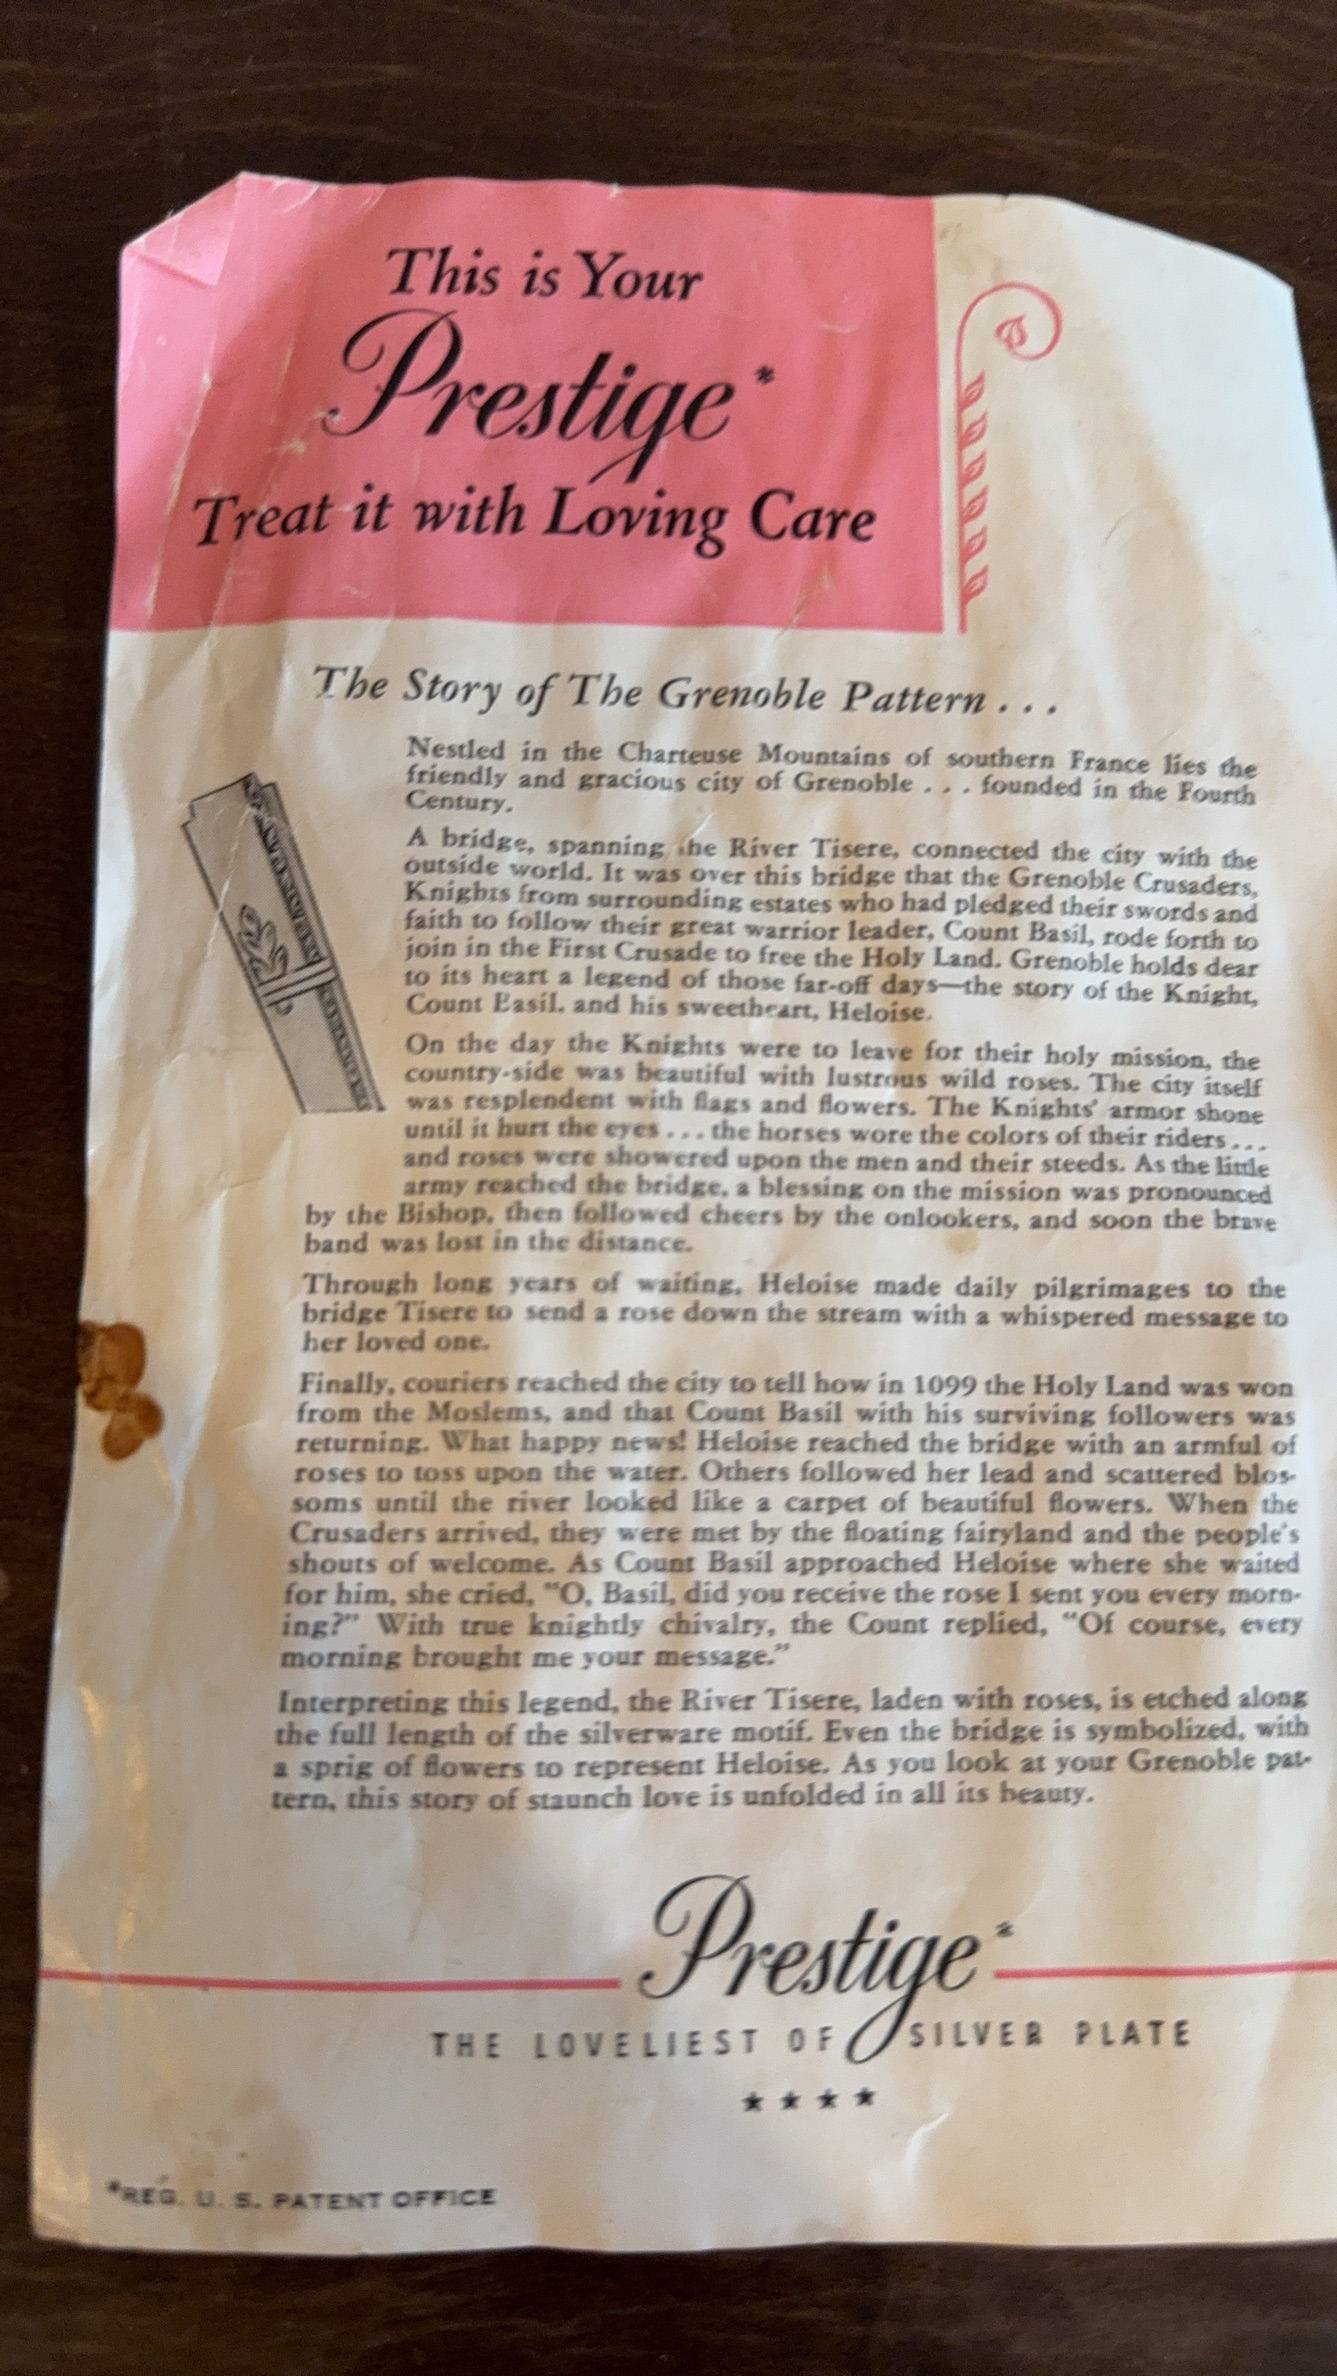 This is Your
Prestige*
Treat it with Loving Care
The Story of The Grenoble Pattern . . .
Nestled in the Charteuse Mountains of southern France lies the
friendly and gracious city of Grenoble . . . founded in the Fourth
Century.
A bridge, spanning the River Tisere, connected the city with the
outside world. It was over this bridge that the Grenoble Crusaders,
Knights from surrounding estates who had pledged their swords and
faith to follow their great warrior leader, Count Basil, rode forth to
join in the First Crusade to free the Holy Land. Grenoble holds dear
to its heart a legend of those far-off days—the story of the Knight,
Count Basil, and his sweetheart, Heloise.
On the day the Knights were to leave for their holy mission, the
country-side was beautiful with lustrous wild roses. The city itself
was resplendent with flags and flowers. The Knights' armor shone
until it hurt the eyes . . . the horses wore the colors of their riders . . .
and roses were showered upon the men and their steeds. As the little
army reached the bridge, a blessing on the mission was pronounced
by the Bishop, then followed cheers by the onlookers, and soon the brave
band was lost in the distance.
Through long years of waiting, Heloise made daily pilgrimages to the
bridge Tisere to send a rose down the stream with a whispered message to
her loved one.
Finally, couriers reached the city to tell how in 1099 the Holy Land was won
from the Moslems, and that Count Basil with his surviving followers was
returning. What happy news! Heloise reached the bridge with an armful of
roses to toss upon the water. Others followed her lead and scattered blos-
soms until the river looked like a carpet of beautiful flowers. When the
Crusaders arrived, they were met by the floating fairyland and the people's
shouts of welcome. As Count Basil approached Heloise where she waited
for him, she cried, "O, Basil, did you receive the rose I sent you every morn-
ing?" With true knightly chivalry, the Count replied, "Of course, every
morning brought me your message."
Interpreting this legend, the River Tisere, laden with roses, is etched along
the full length of the silverware motif. Even the bridge is symbolized, with
a sprig of flowers to represent Heloise. As you look at your Grenoble pat-
tern, this story of staunch love is unfolded in all its beauty.
Prestige*
THE LOVELIEST OF SILVER PLATE
★ ★ ★ ★
*REG. U. S. PATENT OFFICE